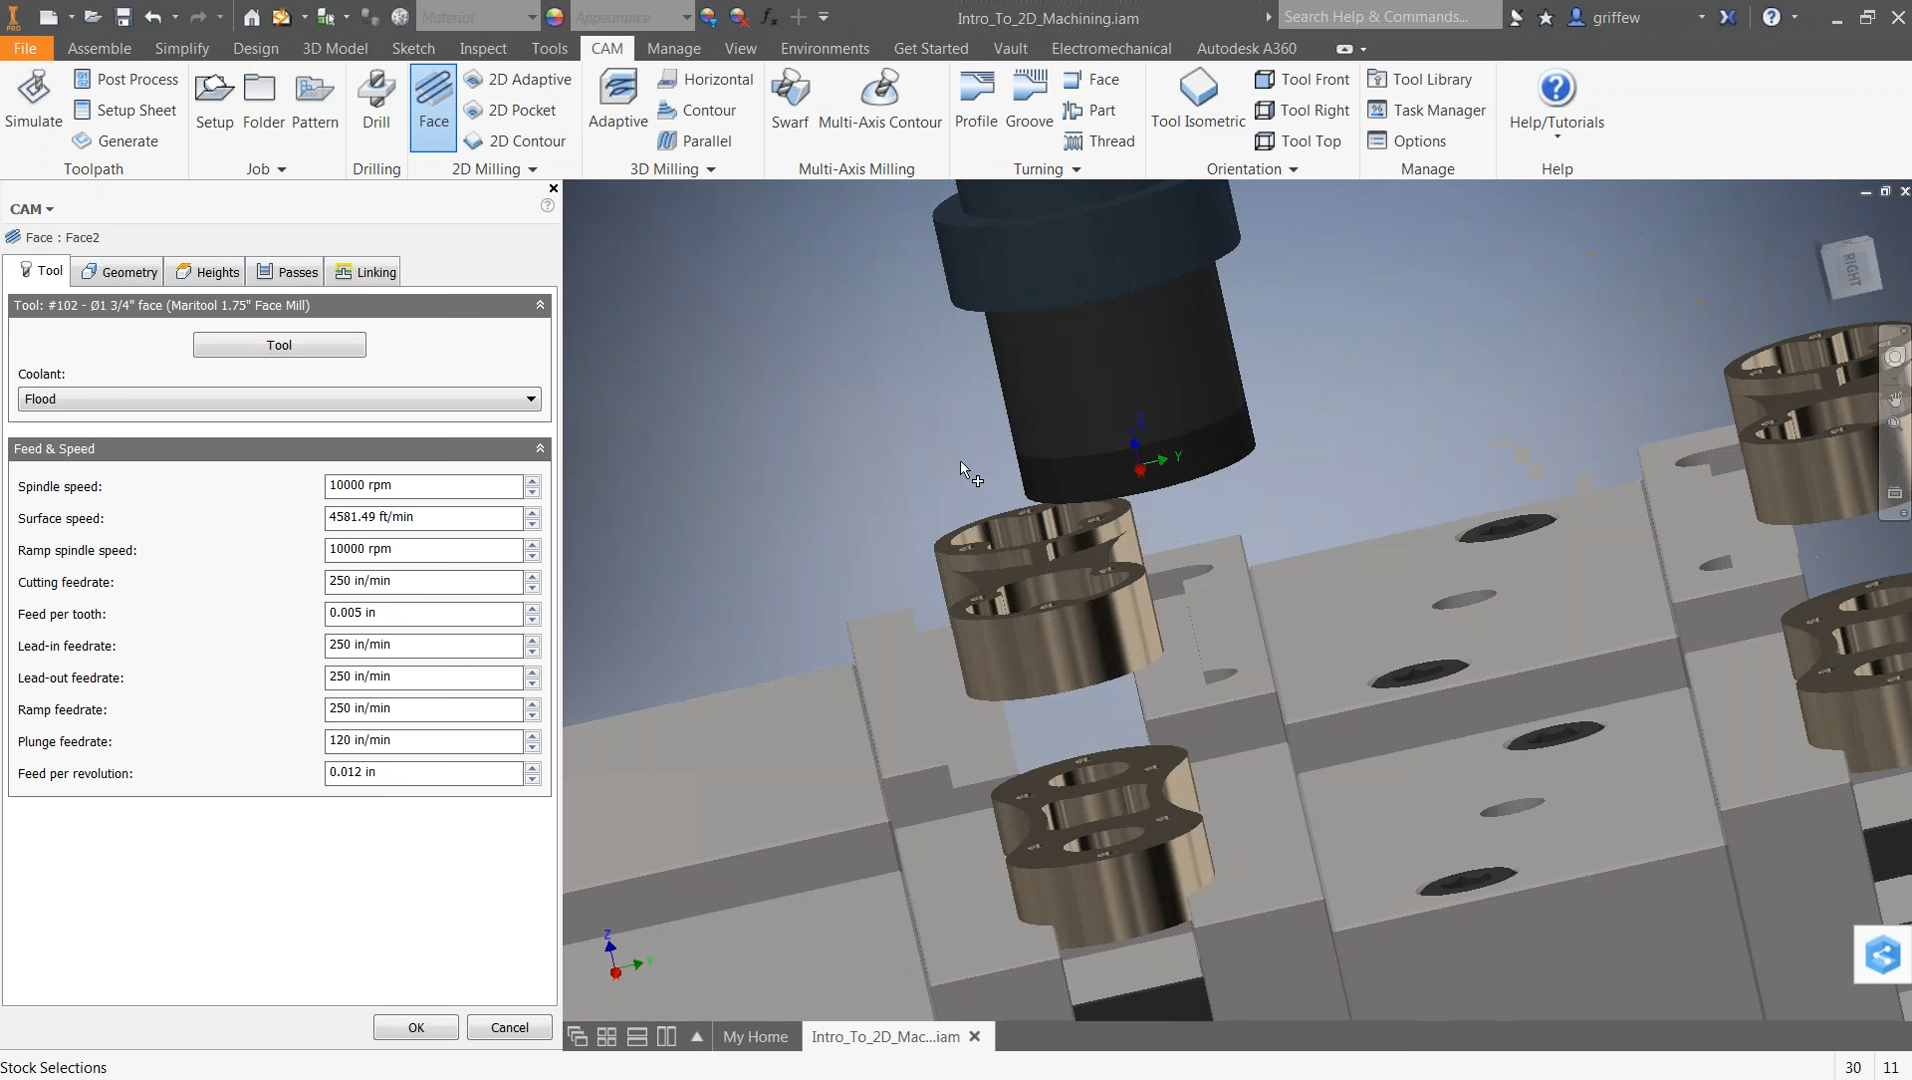 PRO
Material
Appearance
Intro_To_2D_Machining.iam
Search Help & Commands...
griffew
File
Assemble
Simplify
Design
3D Model
Sketch
Inspect
Tools
CAM
Manage
View
Environments
Get Started
Vault
Electromechanical
Autodesk A360
Simulate
Post Process
Setup Sheet
Generate
Toolpath
Setup
Folder
Pattern
Job
Drill
Drilling
Face
2D Adaptive
2D Pocket
2D Contour
2D Milling
Adaptive
Horizontal
Contour
Parallel
3D Milling
Swarf
Multi-Axis Contour
Multi-Axis Milling
Profile
Groove
Face
Part
Thread
Turning
Tool Isometric
Tool Front
Tool Right
Tool Top
Orientation
Tool Library
Task Manager
Options
Manage
Help/Tutorials
Help
CAM
Face : Face2
Tool
Geometry
Heights
Passes
Linking
Tool: #102 - Ø1 3/4" face (Maritool 1.75" Face Mill)
Tool
Coolant:
Flood
Feed & Speed
Spindle speed: 10000 rpm
Surface speed: 4581.49 ft/min
Ramp spindle speed: 10000 rpm
Cutting feedrate: 250 in/min
Feed per tooth: 0.005 in
Lead-in feedrate: 250 in/min
Lead-out feedrate: 250 in/min
Ramp feedrate: 250 in/min
Plunge feedrate: 120 in/min
Feed per revolution: 0.012 in
OK
Cancel
RIGHT
Y
Z
Y
My Home
Intro_To_2D_Mac...iam
Stock Selections
30
11